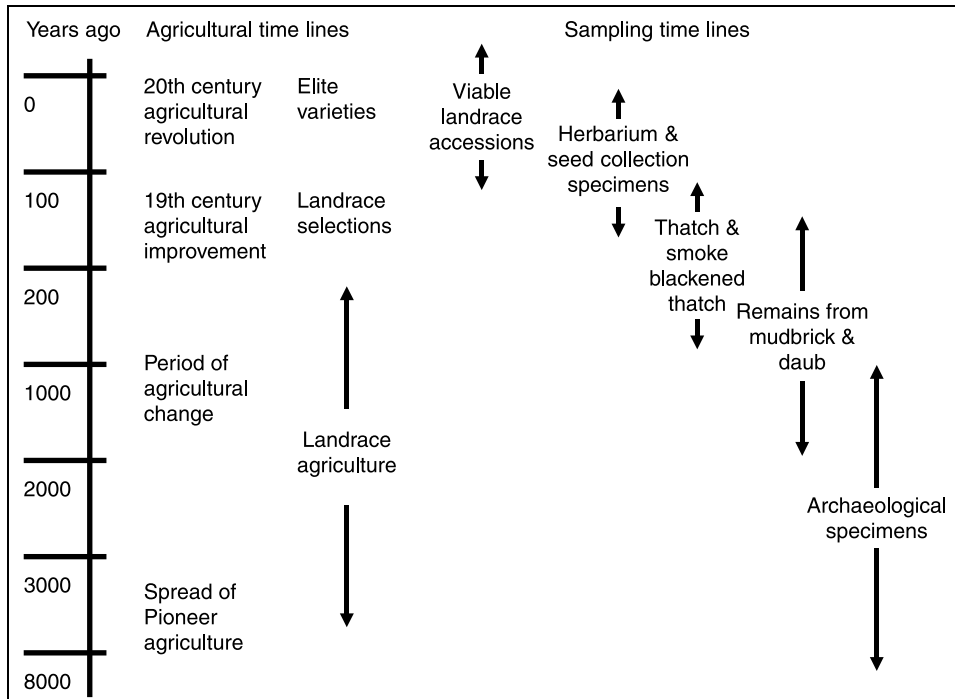 Years ago
Agricultural time lines
Sampling time lines
0
20th century
agricultural
revolution
Elite
varieties
Viable
landrace
accessions
Herbarium &
seed collection
specimens
100
19th century
agricultural
improvement
Landrace
selections
Thatch &
smoke
blackened
thatch
200
Remains from
mudbrick &
daub
1000
Period of
agricultural
change
Landrace
agriculture
2000
Archaeological
specimens
3000
Spread of
Pioneer
agriculture
8000